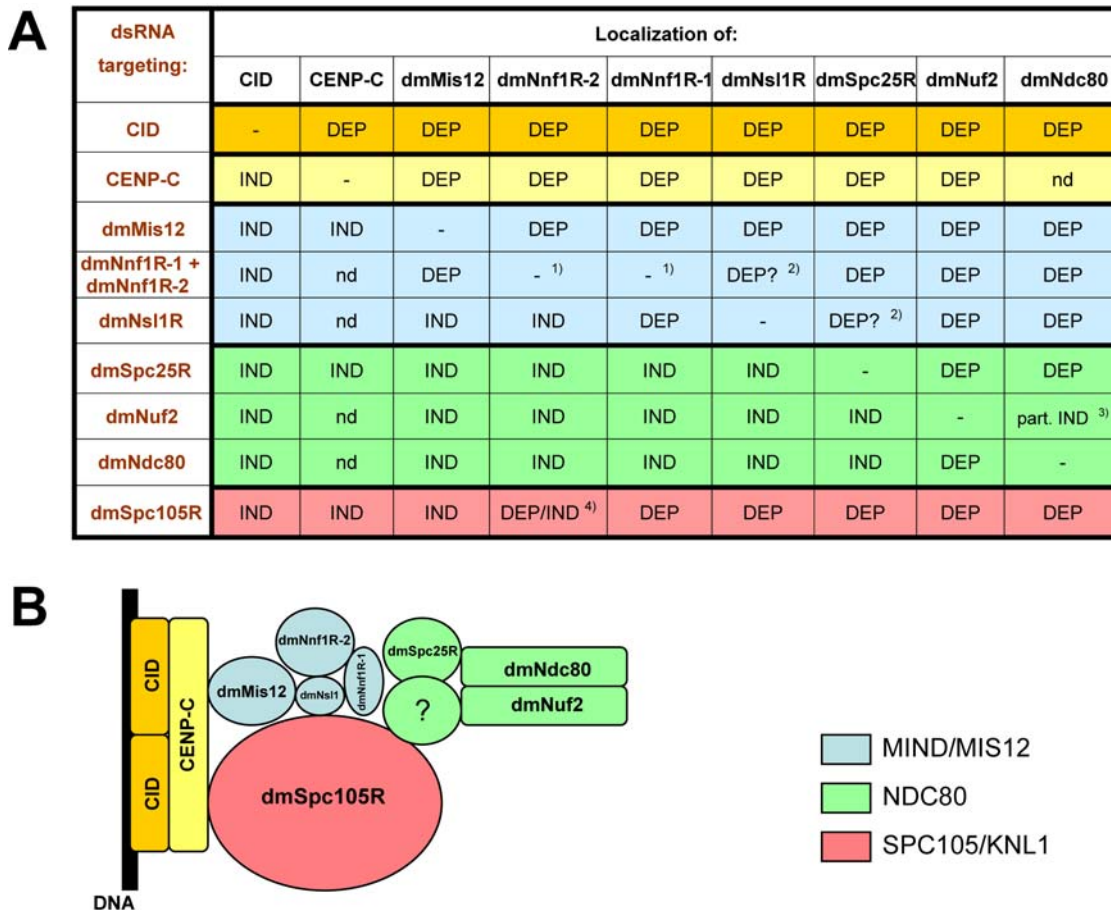 A
dsRNA targeting:
Localization of:
CID CENP-C dmMis12 dmNnf1R-2 dmNnf1R-1 dmNsl1R dmSpc25R dmNuf2 dmNdc80
CID - DEP DEP DEP DEP DEP DEP DEP DEP
CENP-C IND - DEP DEP DEP DEP DEP DEP nd
dmMis12 IND IND - DEP DEP DEP DEP DEP DEP
dmNnf1R-1 + dmNnf1R-2 IND nd DEP - 1) - 1) DEP? 2) DEP DEP DEP
dmNsl1R IND nd IND IND DEP - DEP? 2) DEP DEP
dmSpc25R IND IND IND IND IND IND - DEP DEP
dmNuf2 IND nd IND IND IND IND IND - part. IND 3)
dmNdc80 IND nd IND IND IND IND IND DEP -
dmSpc105R IND IND IND DEP/IND 4) DEP DEP DEP DEP DEP
B
CID
CID
CENP-C
dmMis12
dmNnf1R-2
dmNsl1
dmNnf1R-1
dmSpc25R
?
dmNdc80
dmNuf2
dmSpc105R
DNA
MIND/MIS12
NDC80
SPC105/KNL1